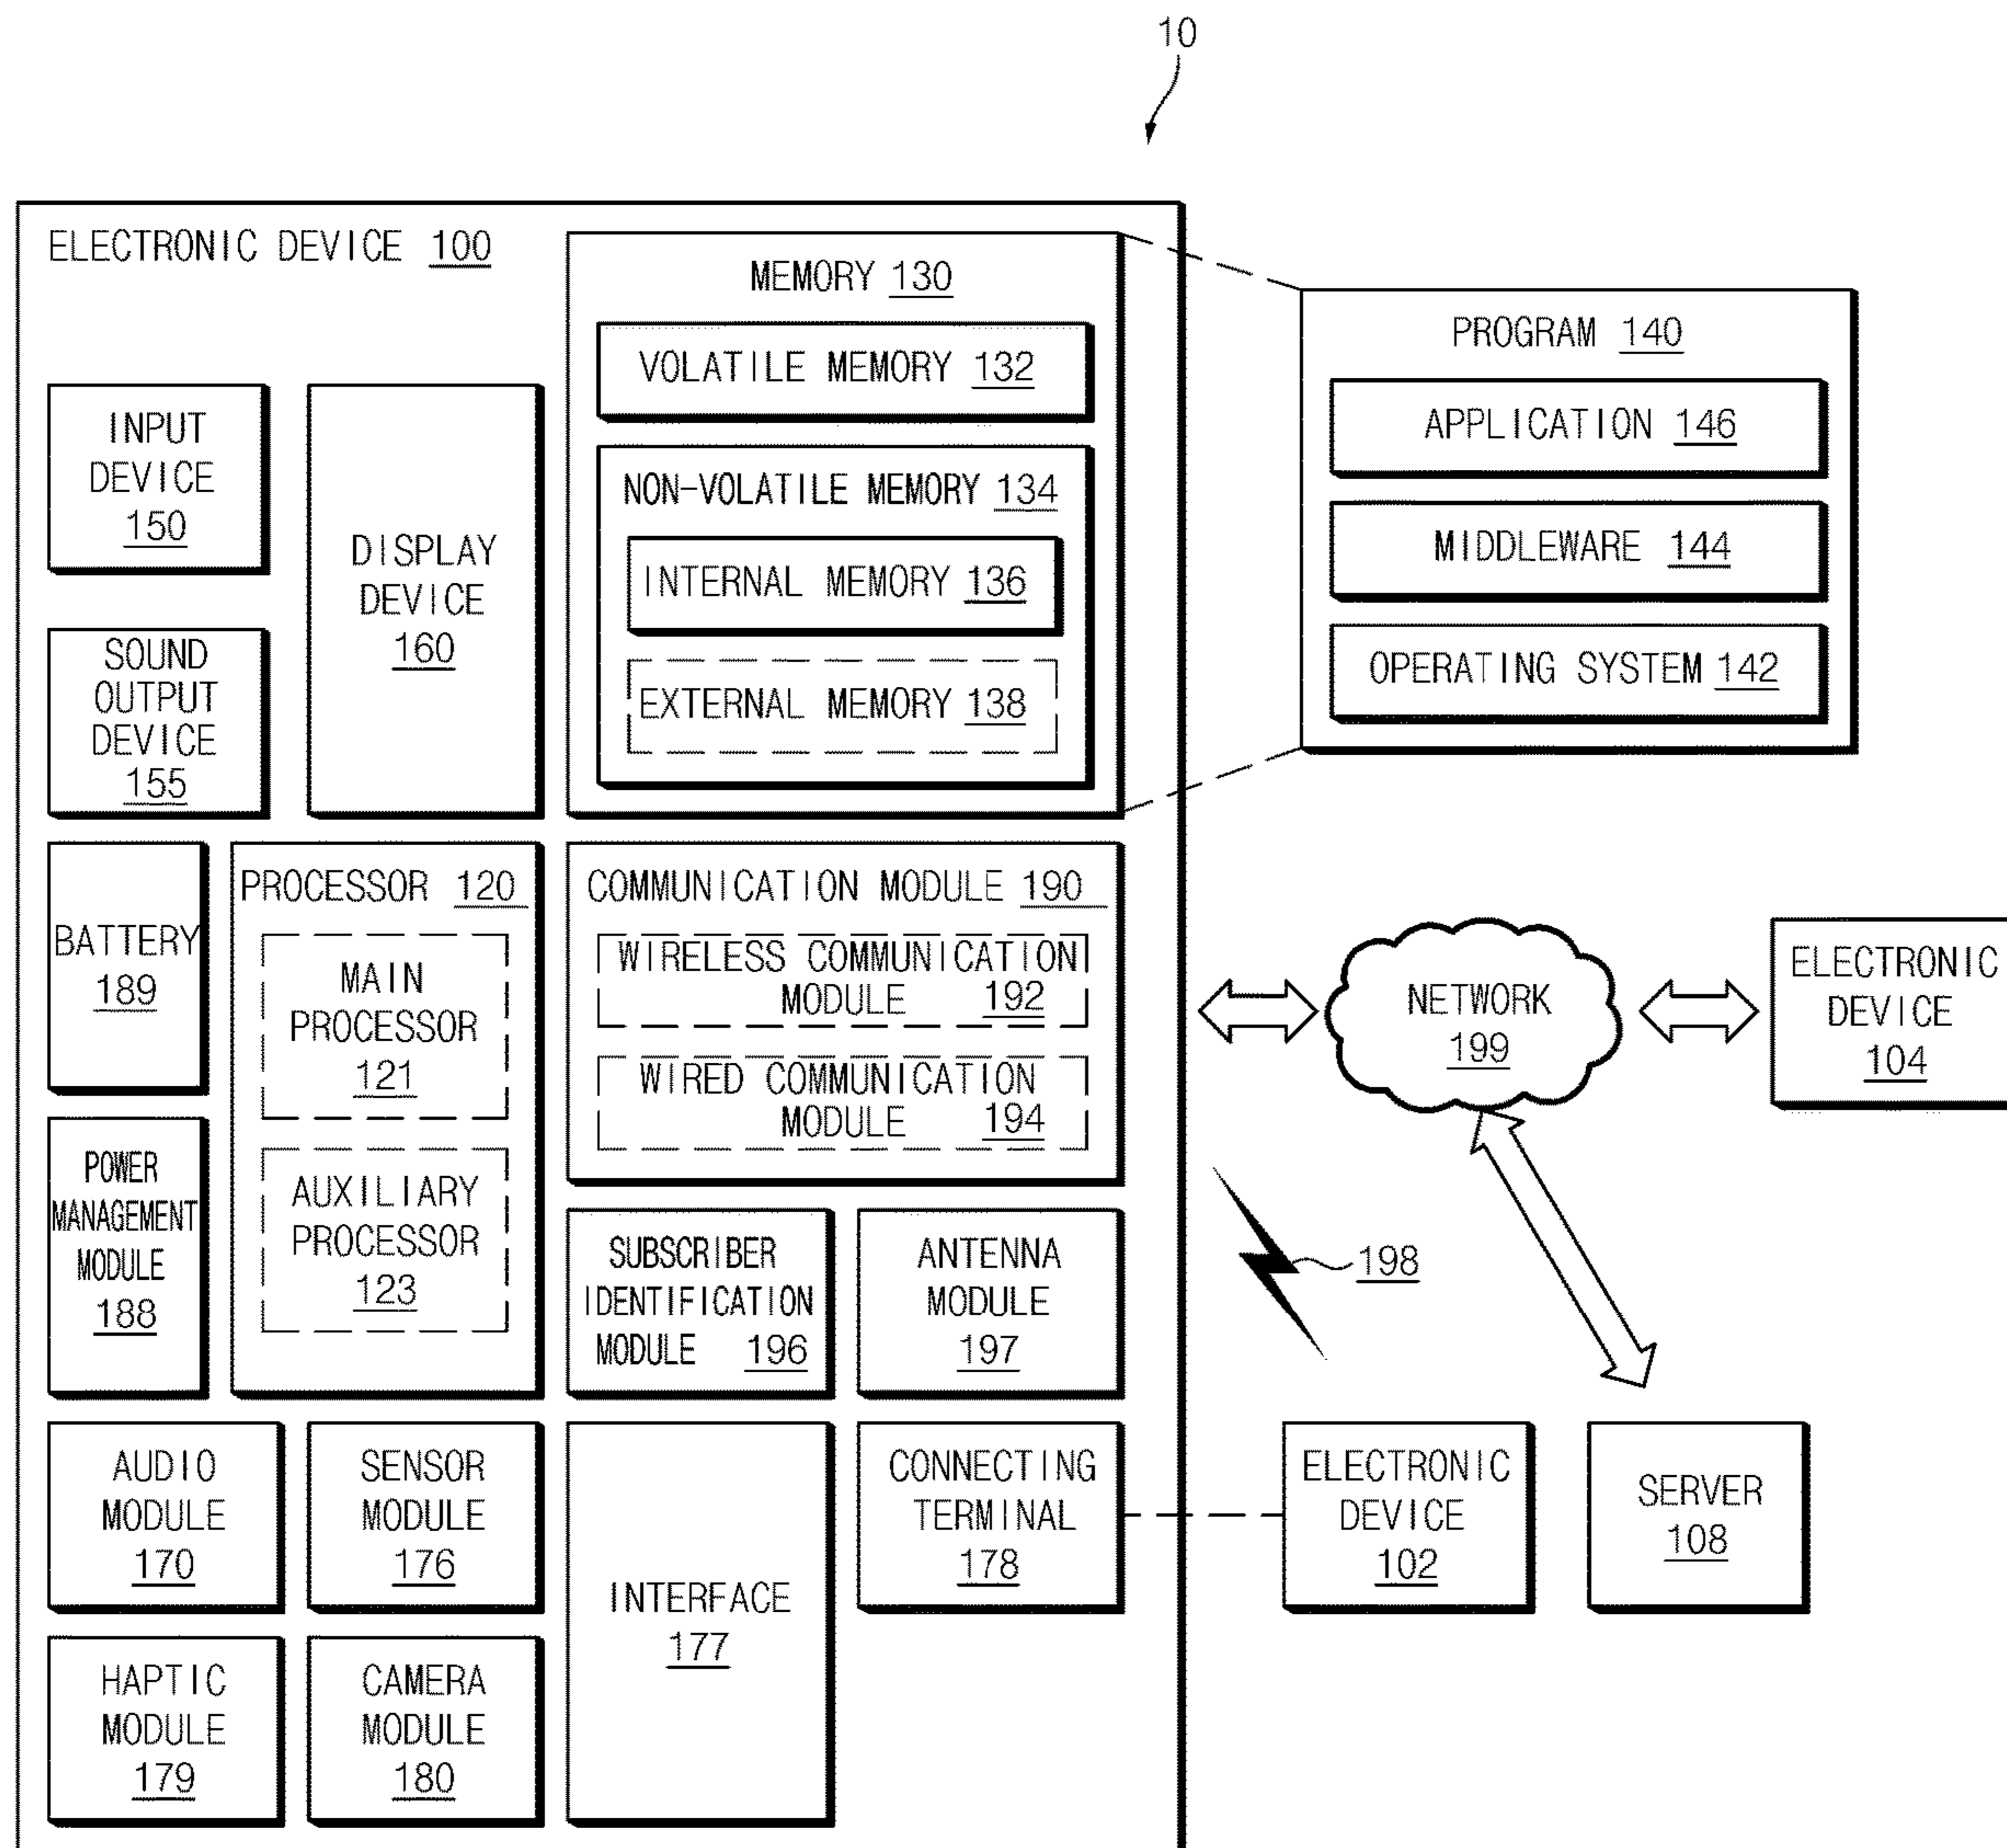 10
ELECTRONIC DEVICE 100
MEMORY 130
VOLATILE MEMORY 132
NON-VOLATILE MEMORY 134
INTERNAL MEMORY 136
EXTERNAL MEMORY 138
PROGRAM 140
APPLICATION 146
MIDDLEWARE 144
OPERATING SYSTEM 142
INPUT
DEVICE
150
DISPLAY
DEVICE
160
SOUND
OUTPUT
DEVICE
155
BATTERY
189
PROCESSOR 120
MAIN
PROCESSOR
121
AUXILIARY
PROCESSOR
123
COMMUNICATION MODULE 190
WIRELESS COMMUNICATION
MODULE 192
WIRED COMMUNICATION
MODULE 194
NETWORK
199
ELECTRONIC
DEVICE
104
POWER
MANAGEMENT
MODULE
188
SUBSCRIBER
IDENTIFICATION
MODULE 196
ANTENNA
MODULE
197
198
AUDIO
MODULE
170
SENSOR
MODULE
176
INTERFACE
177
CONNECTING
TERMINAL
178
ELECTRONIC
DEVICE
102
SERVER
108
HAPTIC
MODULE
179
CAMERA
MODULE
180